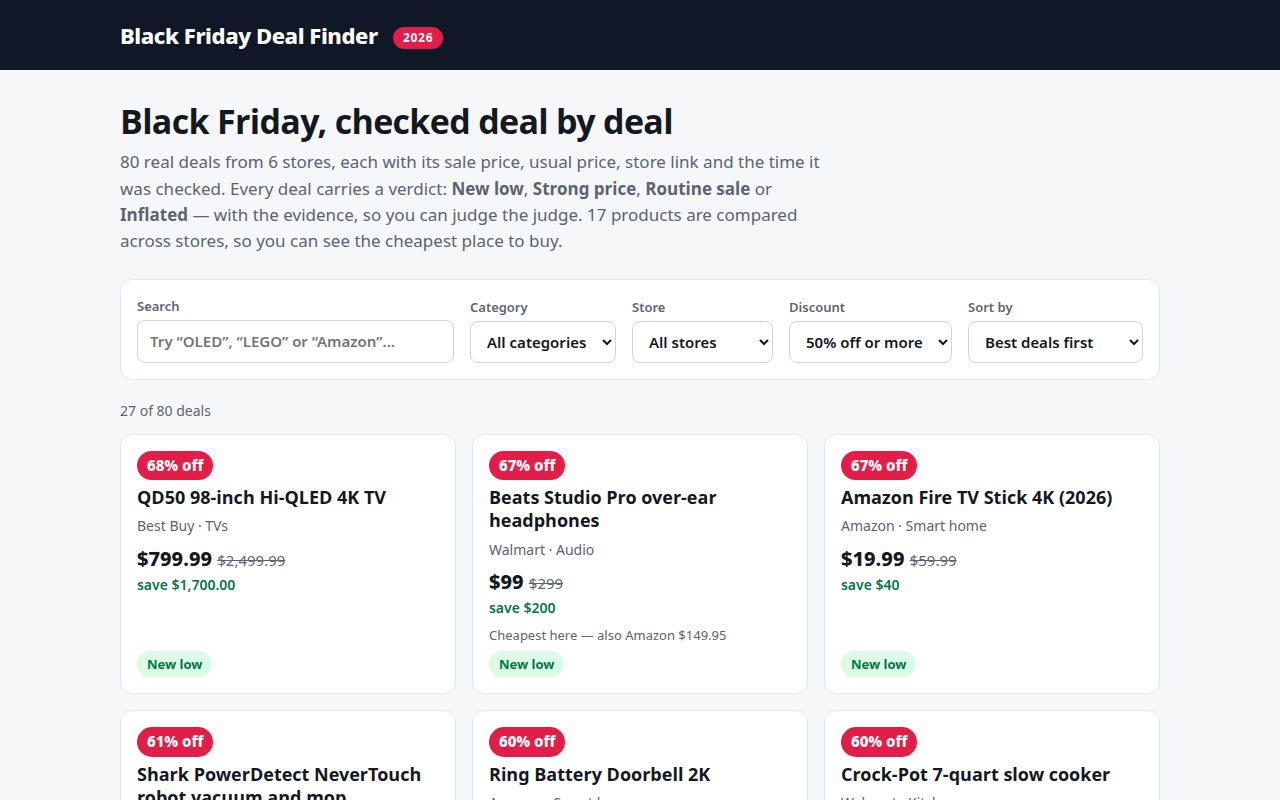 Black Friday Deal Finder 2026
Black Friday, checked deal by deal
80 real deals from 6 stores, each with its sale price, usual price, store link and the time it
was checked. Every deal carries a verdict: New low, Strong price, Routine sale or
Inflated — with the evidence, so you can judge the judge. 17 products are compared
across stores, so you can see the cheapest place to buy.
Search
Try “OLED”, “LEGO” or “Amazon”…
Category
All categories
Store
All stores
Discount
50% off or more
Sort by
Best deals first
27 of 80 deals
68% off
QD50 98-inch Hi-QLED 4K TV
Best Buy · TVs
$799.99 $2,499.99
save $1,700.00
New low
67% off
Beats Studio Pro over-ear
headphones
Walmart · Audio
$99 $299
save $200
Cheapest here — also Amazon $149.95
New low
67% off
Amazon Fire TV Stick 4K (2026)
Amazon · Smart home
$19.99 $59.99
save $40
New low
61% off
Shark PowerDetect NeverTouch
robot vacuum and mop
60% off
Ring Battery Doorbell 2K
60% off
Crock-Pot 7-quart slow cooker